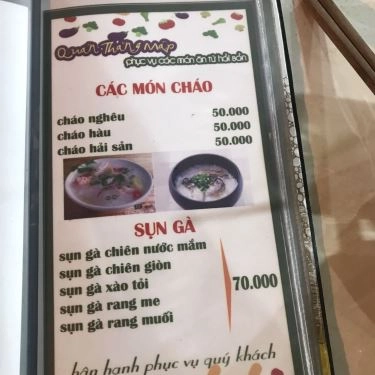 Quán Thắng Mập
phục vụ các món ăn từ hải sản
CÁC MÓN CHÁO
cháo nghêu 50.000
cháo hàu 50.000
cháo hải sản 50.000
SỤN GÀ
sụn gà chiên nước mắm
sụn gà chiên giòn
sụn gà xào tỏi 70.000
sụn gà rang me
sụn gà rang muối
hân hạnh phục vụ quý khách